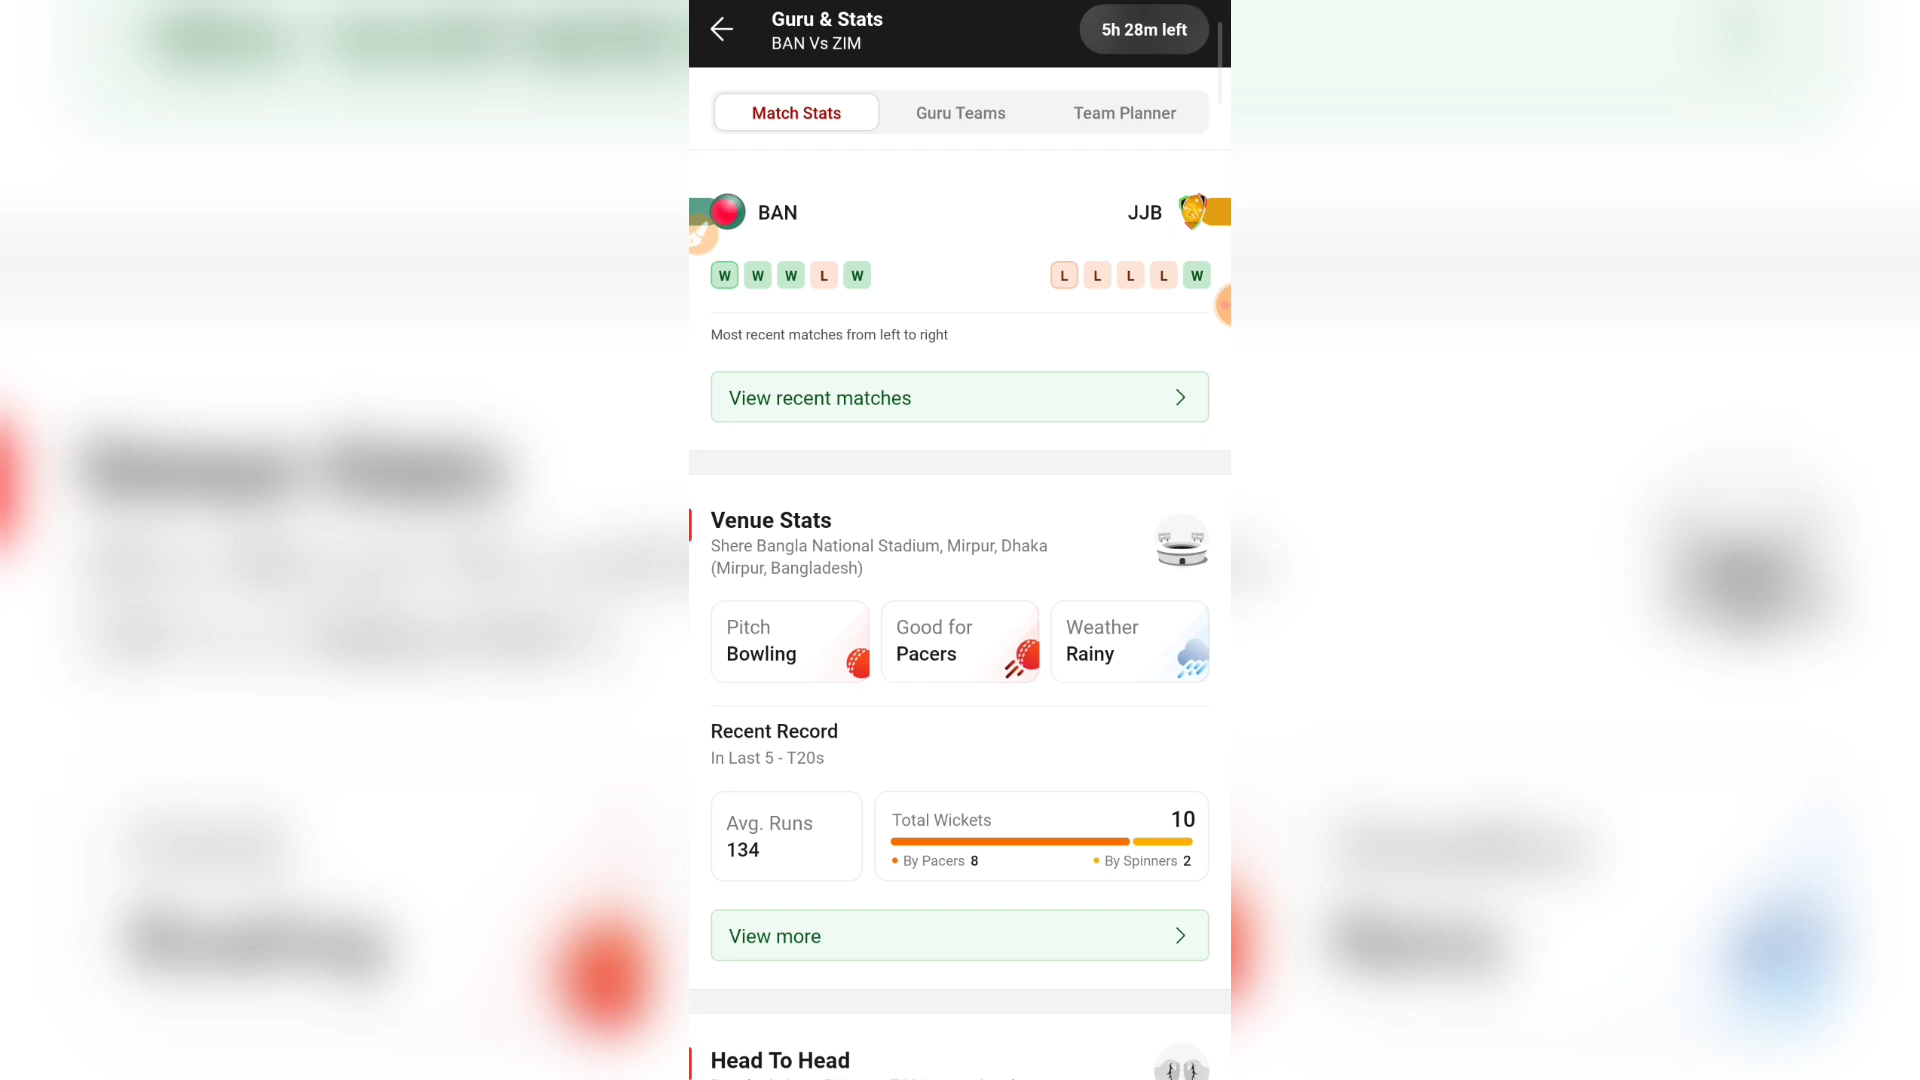 Guru & Stats
BAN Vs ZIM
5h 28m left
Match Stats
Guru Teams
Team Planner
BAN
JJB
W W W L W
L L L L W
Most recent matches from left to right
View recent matches
Venue Stats
Shere Bangla National Stadium, Mirpur, Dhaka
(Mirpur, Bangladesh)
Pitch
Bowling
Good for
Pacers
Weather
Rainy
Recent Record
In Last 5 - T20s
Avg. Runs
134
Total Wickets 10
By Pacers 8
By Spinners 2
View more
Head To Head